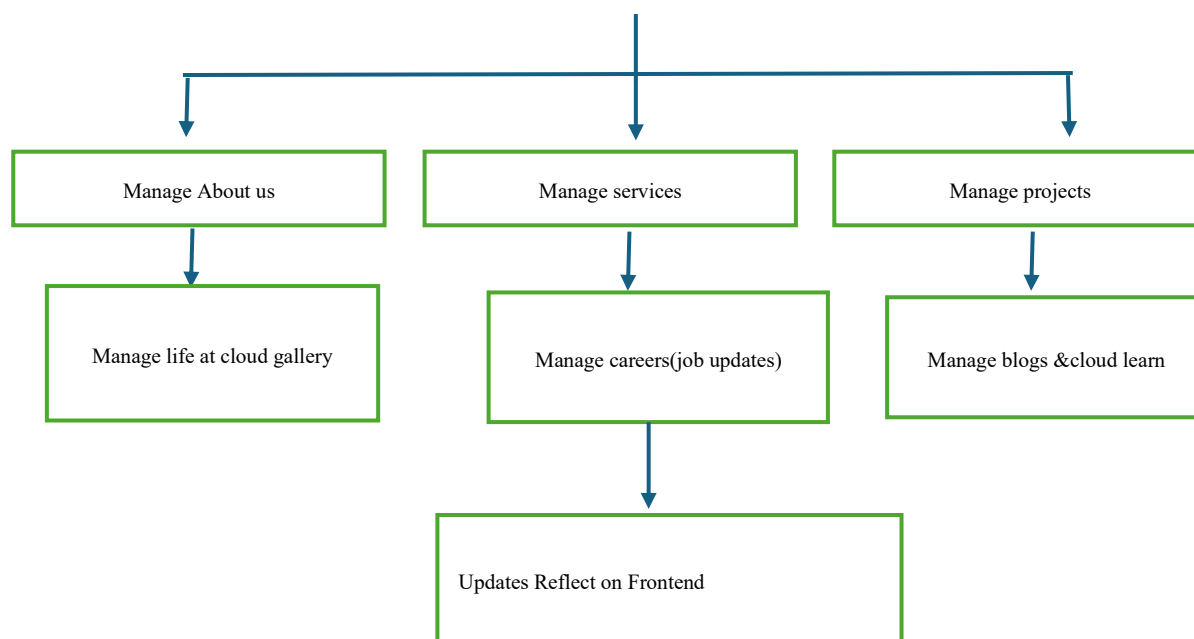 Manage About us
Manage services
Manage projects
Manage life at cloud gallery
Manage careers(job updates)
Manage blogs &cloud learn
Updates Reflect on Frontend